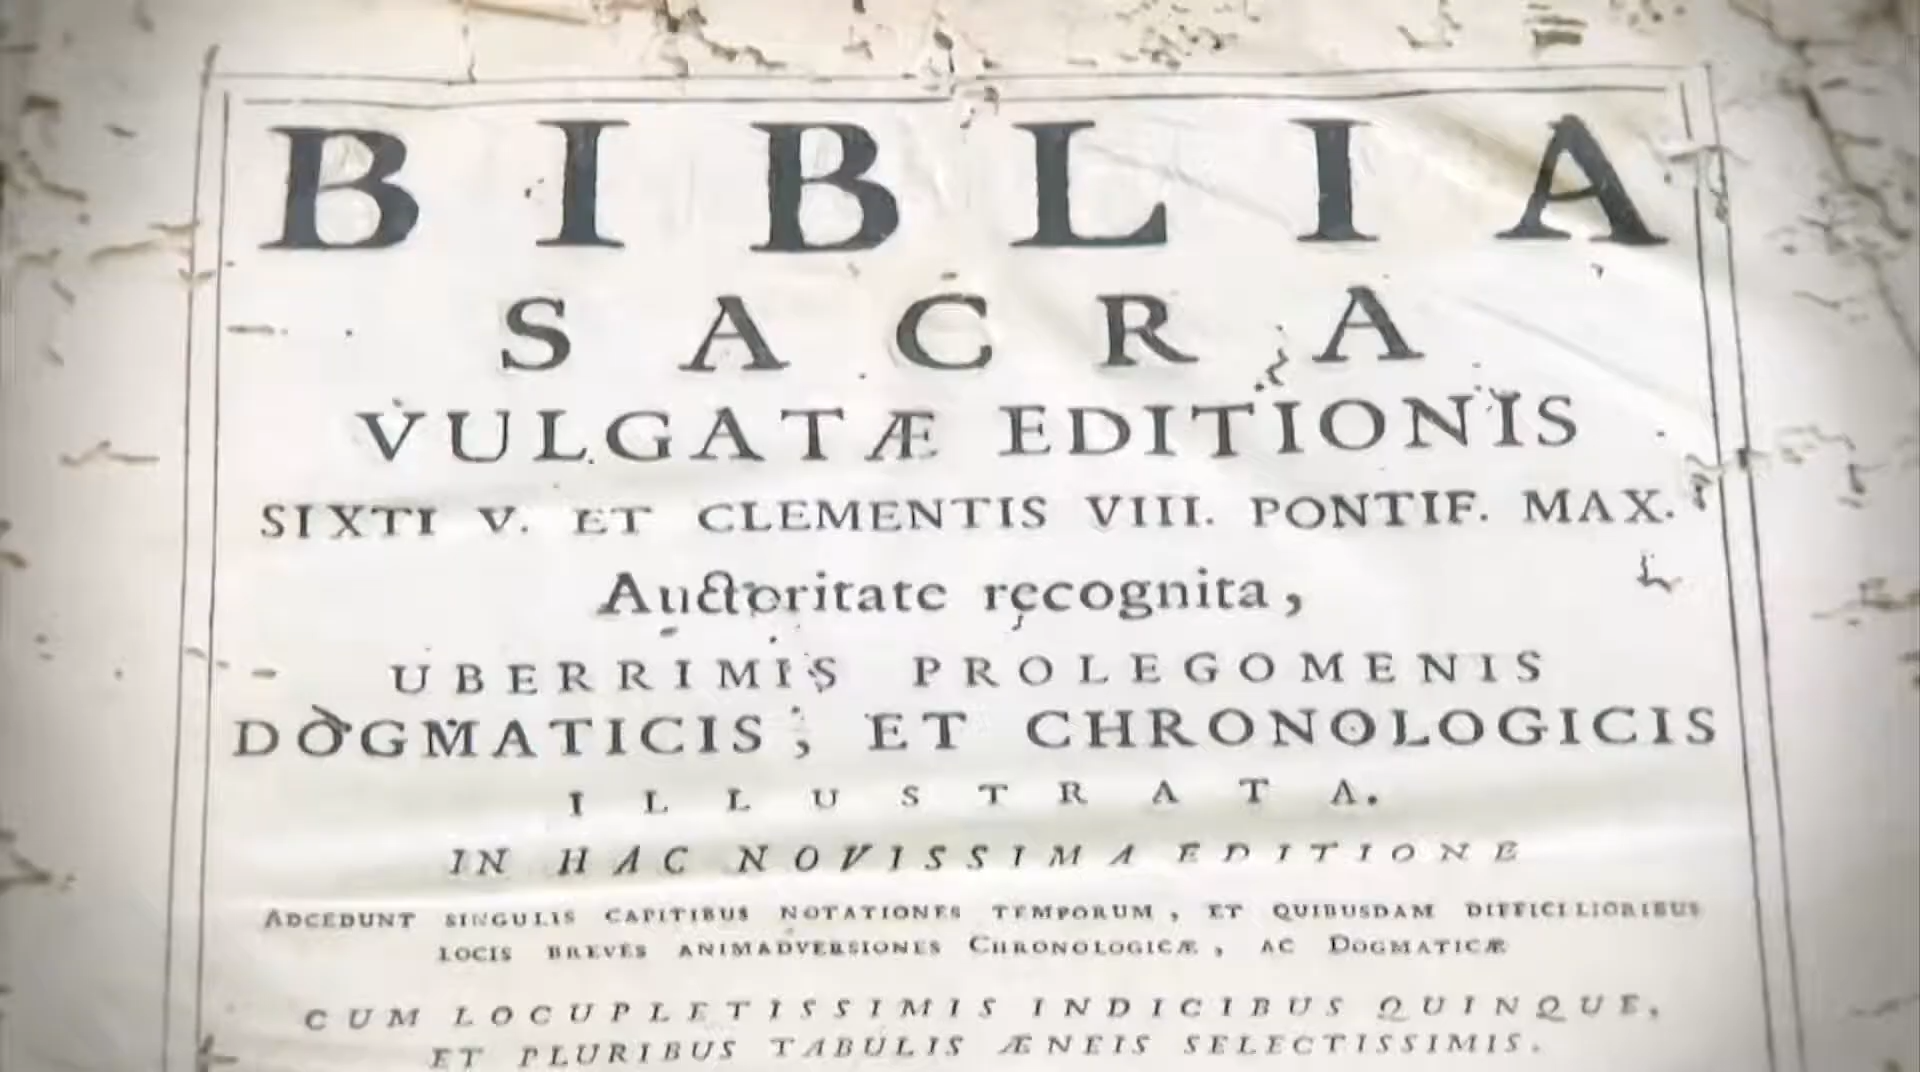 BIBLIA
SACRA
VULGATÆ EDITIONIS
SIXTI V. ET CLEMENTIS VIII. PONTIF. MAX.
Auctoritate recognita,
UBERRIMIS PROLEGOMENIS
DOGMATICIS, ET CHRONOLOGICIS
ILLUSTRATA.
IN HAC NOVISSIMA EDITIONE
ADCEDUNT SINGULIS CAPITIBUS NOTATIONES TEMPORUM, ET QUIBUSDAM DIFFICILIORIBUS
LOCIS BREVES ANIMADVERSIONES CHRONOLOGICÆ, AC DOGMATICÆ
CUM LOCUPLETISSIMIS INDICIBUS QUINQUE,
ET PLURIBUS TABULIS ÆNEIS SELECTISSIMIS.